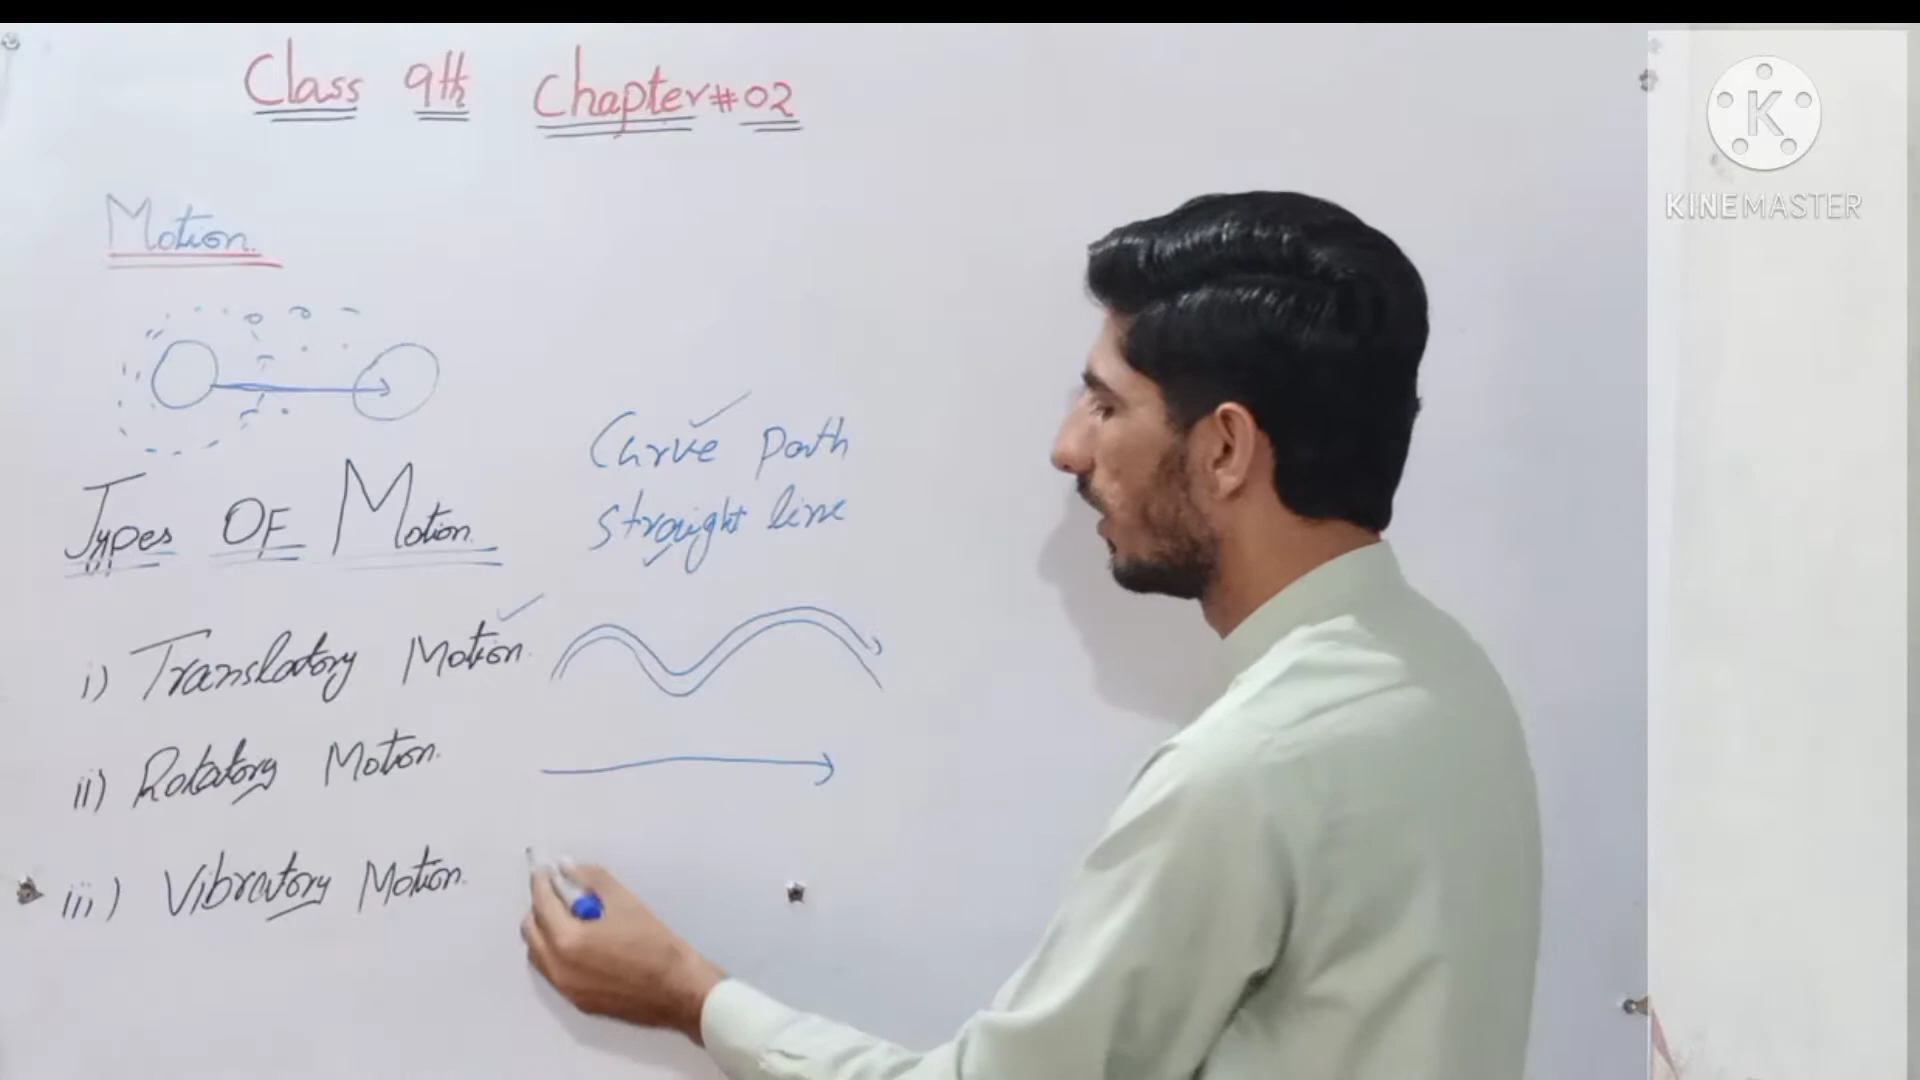 Class 9th Chapter #02
Motion.
Curve path
straight line
Types OF Motion.
i) Translatory Motion.
ii) Rotatory Motion.
iii) Vibratory Motion.
KINEMASTER